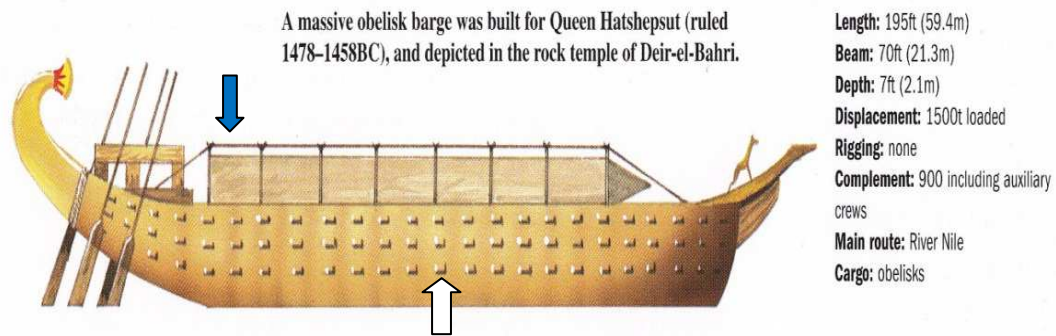 A massive obelisk barge was built for Queen Hatshepsut (ruled
1478–1458BC), and depicted in the rock temple of Deir-el-Bahri.
Length: 195ft (59.4m)
Beam: 70ft (21.3m)
Depth: 7ft (2.1m)
Displacement: 1500t loaded
Rigging: none
Complement: 900 including auxiliary
crews
Main route: River Nile
Cargo: obelisks